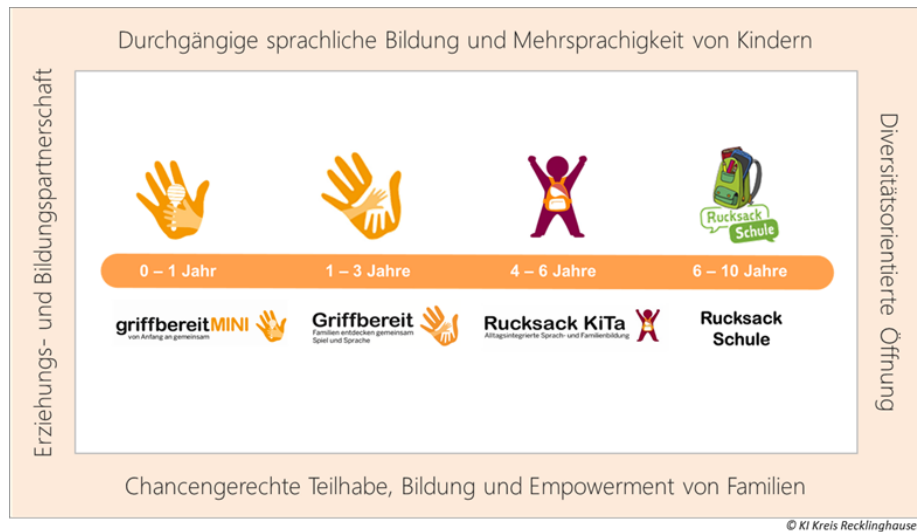 Durchgängige sprachliche Bildung und Mehrsprachigkeit von Kindern
Erziehungs- und Bildungspartnerschaft
Diversitätsorientierte Öffnung
Rucksack
Schule
0 – 1 Jahr
1 – 3 Jahre
4 – 6 Jahre
6 – 10 Jahre
griffbereitMINI
von Anfang an gemeinsam
Griffbereit
Familien entdecken gemeinsam
Spiel und Sprache
Rucksack KiTa
Alltagsintegrierte Sprach- und Familienbildung
Rucksack
Schule
Chancengerechte Teilhabe, Bildung und Empowerment von Familien
© KI Kreis Recklinghause